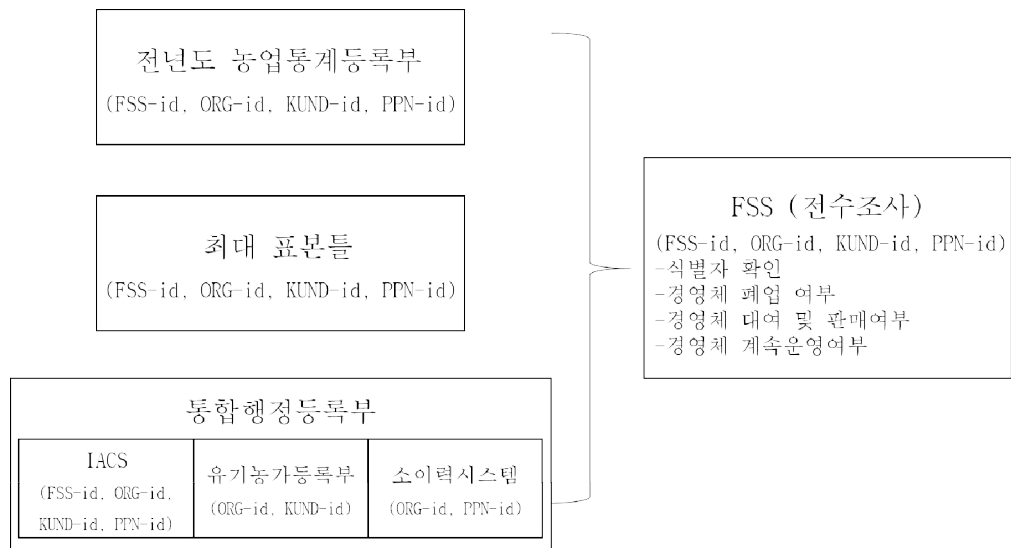 전년도 농업통계등록부
(FSS-id, ORG-id, KUND-id, PPN-id)
최대 표본틀
(FSS-id, ORG-id, KUND-id, PPN-id)
통합행정등록부
IACS
(FSS-id, ORG-id,
KUND-id, PPN-id)
유기농가등록부
(ORG-id, KUND-id)
소이력시스템
(ORG-id, PPN-id)
FSS (전수조사)
(FSS-id, ORG-id, KUND-id, PPN-id)
-식별자 확인
-경영체 폐업 여부
-경영체 대여 및 판매여부
-경영체 계속운영여부